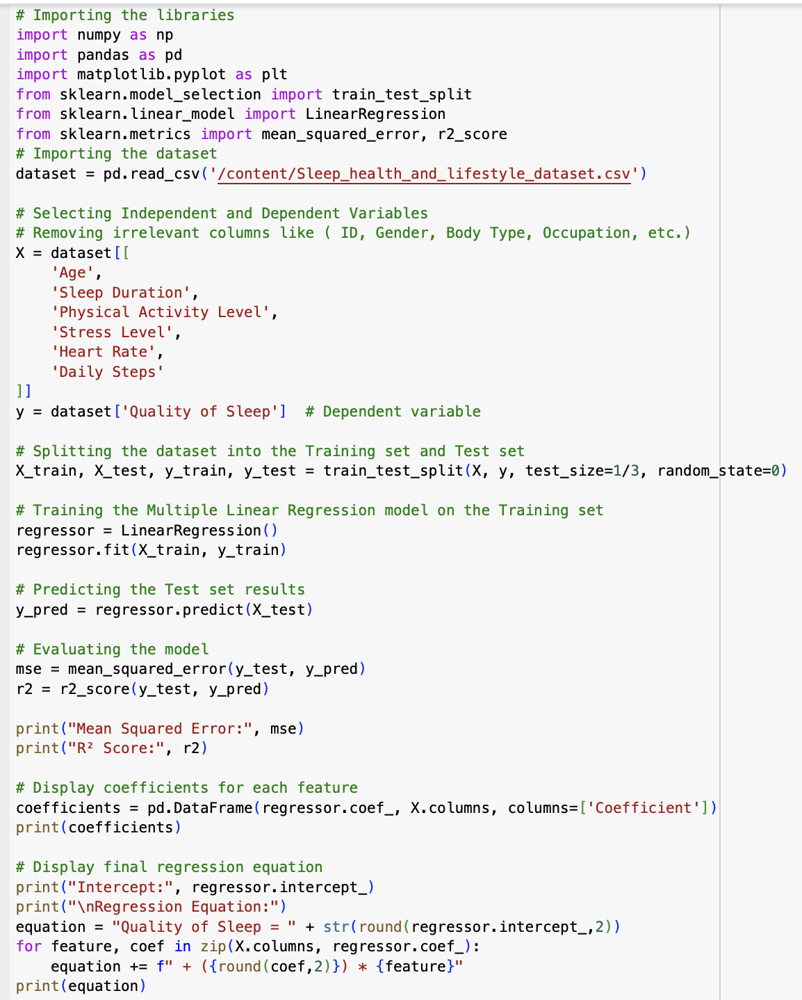 # Importing the libraries
import numpy as np
import pandas as pd
import matplotlib.pyplot as plt
from sklearn.model_selection import train_test_split
from sklearn.linear_model import LinearRegression
from sklearn.metrics import mean_squared_error, r2_score
# Importing the dataset
dataset = pd.read_csv('/content/Sleep_health_and_lifestyle_dataset.csv')

# Selecting Independent and Dependent Variables
# Removing irrelevant columns like ( ID, Gender, Body Type, Occupation, etc.)
X = dataset[[
    'Age',
    'Sleep Duration',
    'Physical Activity Level',
    'Stress Level',
    'Heart Rate',
    'Daily Steps'
]]
y = dataset['Quality of Sleep']  # Dependent variable

# Splitting the dataset into the Training set and Test set
X_train, X_test, y_train, y_test = train_test_split(X, y, test_size=1/3, random_state=0)

# Training the Multiple Linear Regression model on the Training set
regressor = LinearRegression()
regressor.fit(X_train, y_train)

# Predicting the Test set results
y_pred = regressor.predict(X_test)

# Evaluating the model
mse = mean_squared_error(y_test, y_pred)
r2 = r2_score(y_test, y_pred)

print("Mean Squared Error:", mse)
print("R² Score:", r2)

# Display coefficients for each feature
coefficients = pd.DataFrame(regressor.coef_, X.columns, columns=['Coefficient'])
print(coefficients)

# Display final regression equation
print("Intercept:", regressor.intercept_)
print("\nRegression Equation:")
equation = "Quality of Sleep = " + str(round(regressor.intercept_,2))
for feature, coef in zip(X.columns, regressor.coef_):
    equation += f" + ({round(coef,2)}) * {feature}"
print(equation)